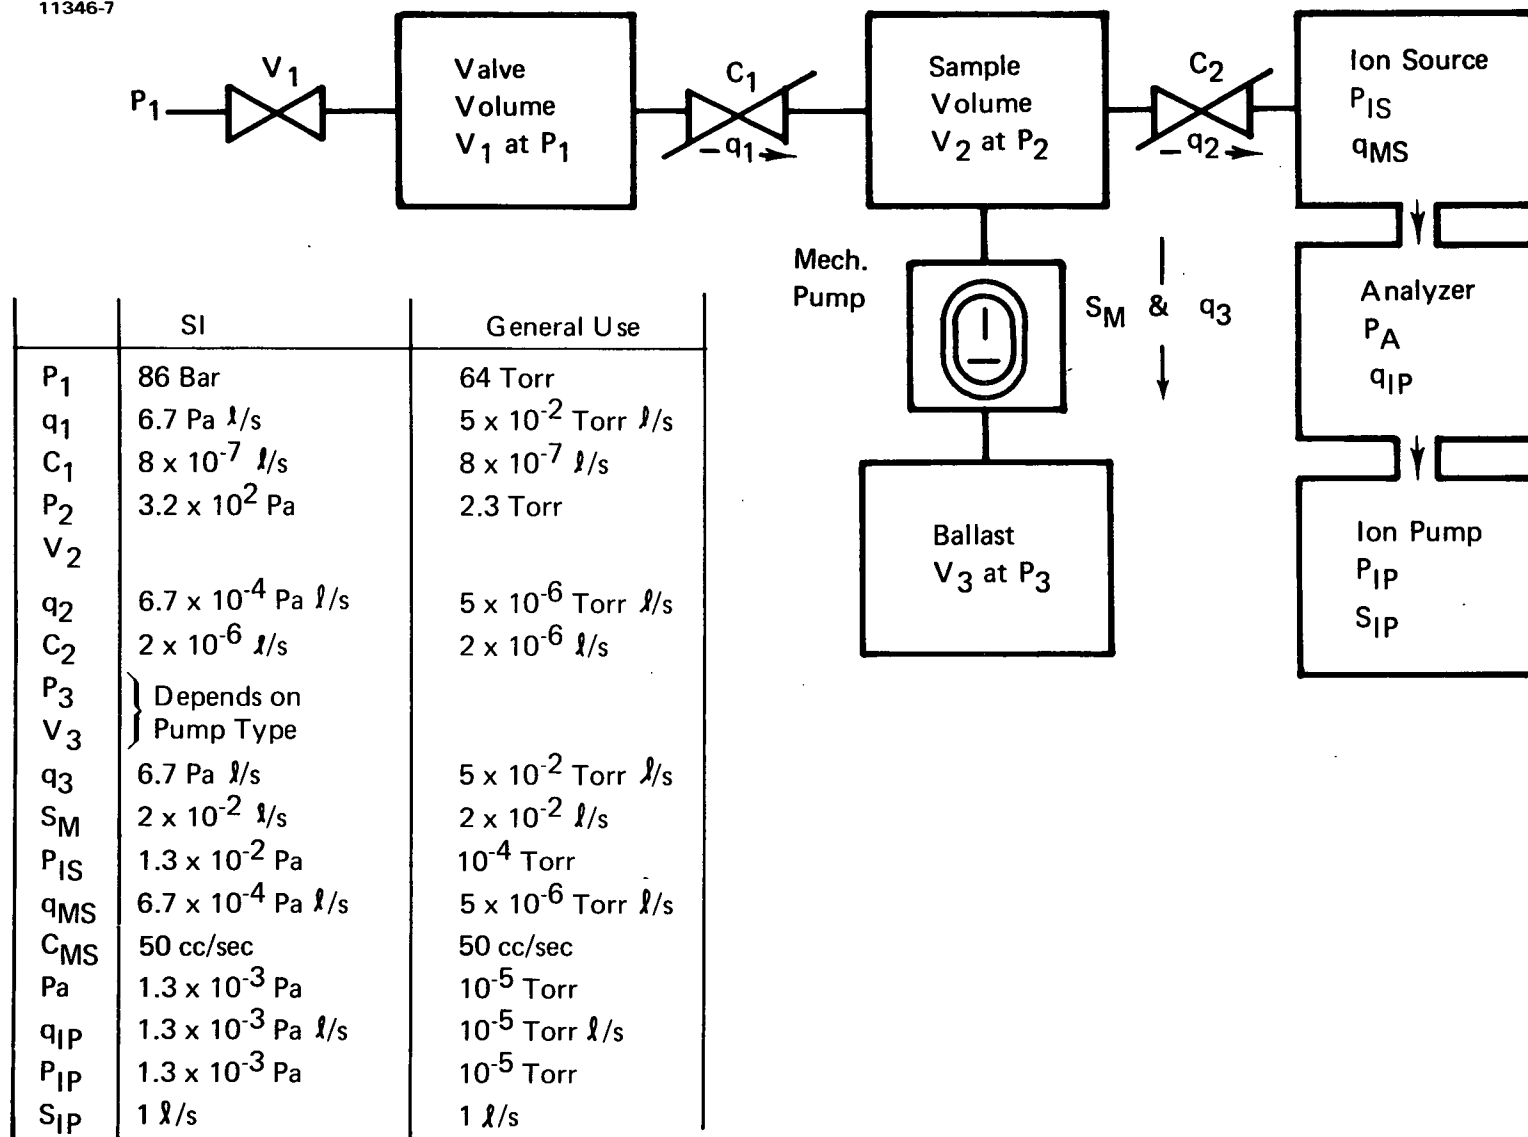 11346-7
P1
V1
Valve
Volume
V1 at P1
C1
q1
Sample
Volume
V2 at P2
C2
q2
Ion Source
PIS
qMS
Mech.
Pump
SM & q3
Analyzer
PA
qIP
Ballast
V3 at P3
Ion Pump
PIP
SIP
SI General Use
P1 86 Bar 64 Torr
q1 6.7 Pa ℓ/s 5 x 10-2 Torr ℓ/s
C1 8 x 10-7 ℓ/s 8 x 10-7 ℓ/s
P2 3.2 x 102 Pa 2.3 Torr
V2
q2 6.7 x 10-4 Pa ℓ/s 5 x 10-6 Torr ℓ/s
C2 2 x 10-6 ℓ/s 2 x 10-6 ℓ/s
P3 Depends on
V3 Pump Type
q3 6.7 Pa ℓ/s 5 x 10-2 Torr ℓ/s
SM 2 x 10-2 ℓ/s 2 x 10-2 ℓ/s
PIS 1.3 x 10-2 Pa 10-4 Torr
qMS 6.7 x 10-4 Pa ℓ/s 5 x 10-6 Torr ℓ/s
CMS 50 cc/sec 50 cc/sec
Pa 1.3 x 10-3 Pa 10-5 Torr
qIP 1.3 x 10-3 Pa ℓ/s 10-5 Torr ℓ/s
PIP 1.3 x 10-3 Pa 10-5 Torr
SIP 1 ℓ/s 1 ℓ/s